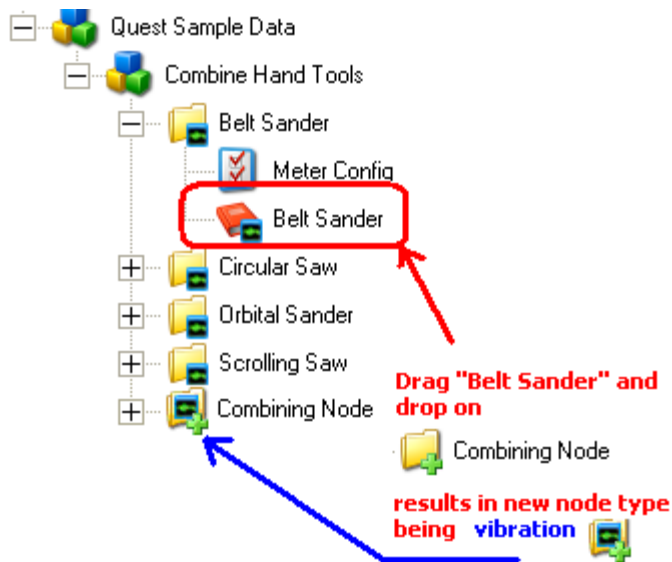 Quest Sample Data
Combine Hand Tools
Belt Sander
Meter Config
Belt Sander
Circular Saw
Orbital Sander
Scrolling Saw
Combining Node
Drag "Belt Sander" and
drop on
Combining Node
results in new node type
being vibration